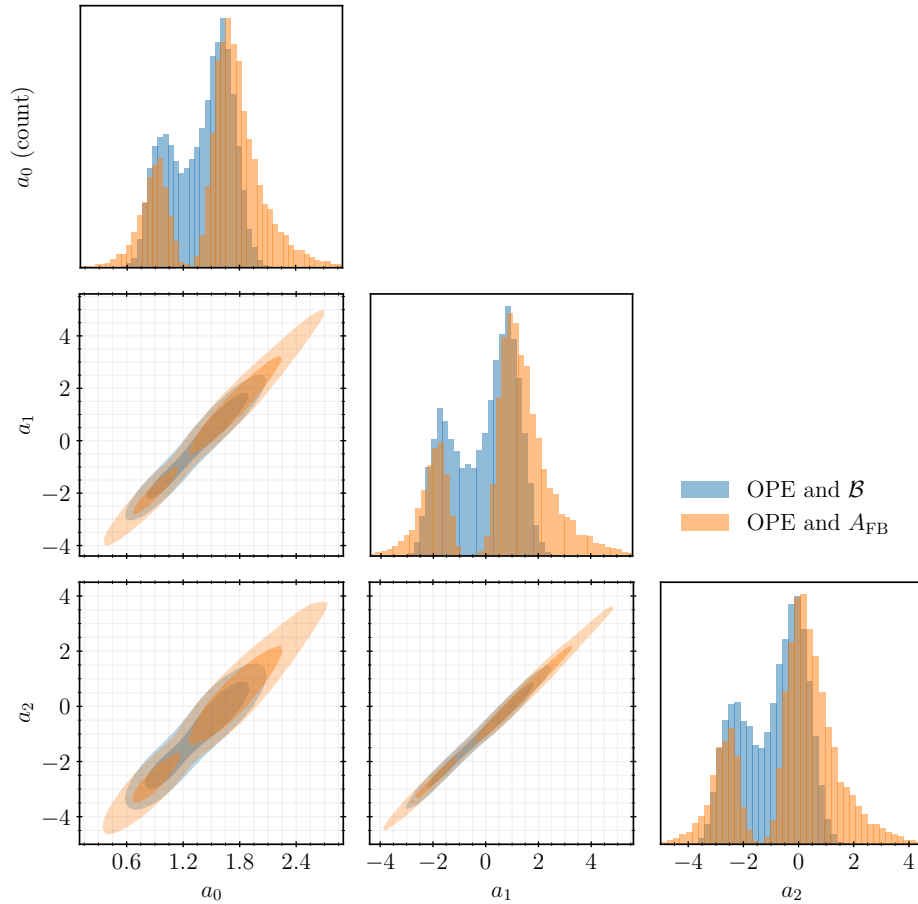 a₀ (count)
4
2
0
−2
−4
a₁
OPE and 𝓑
OPE and A_FB
4
2
0
−2
−4
a₂
0.6 1.2 1.8 2.4
−4 −2 0 2 4
−4 −2 0 2 4
a₀
a₁
a₂